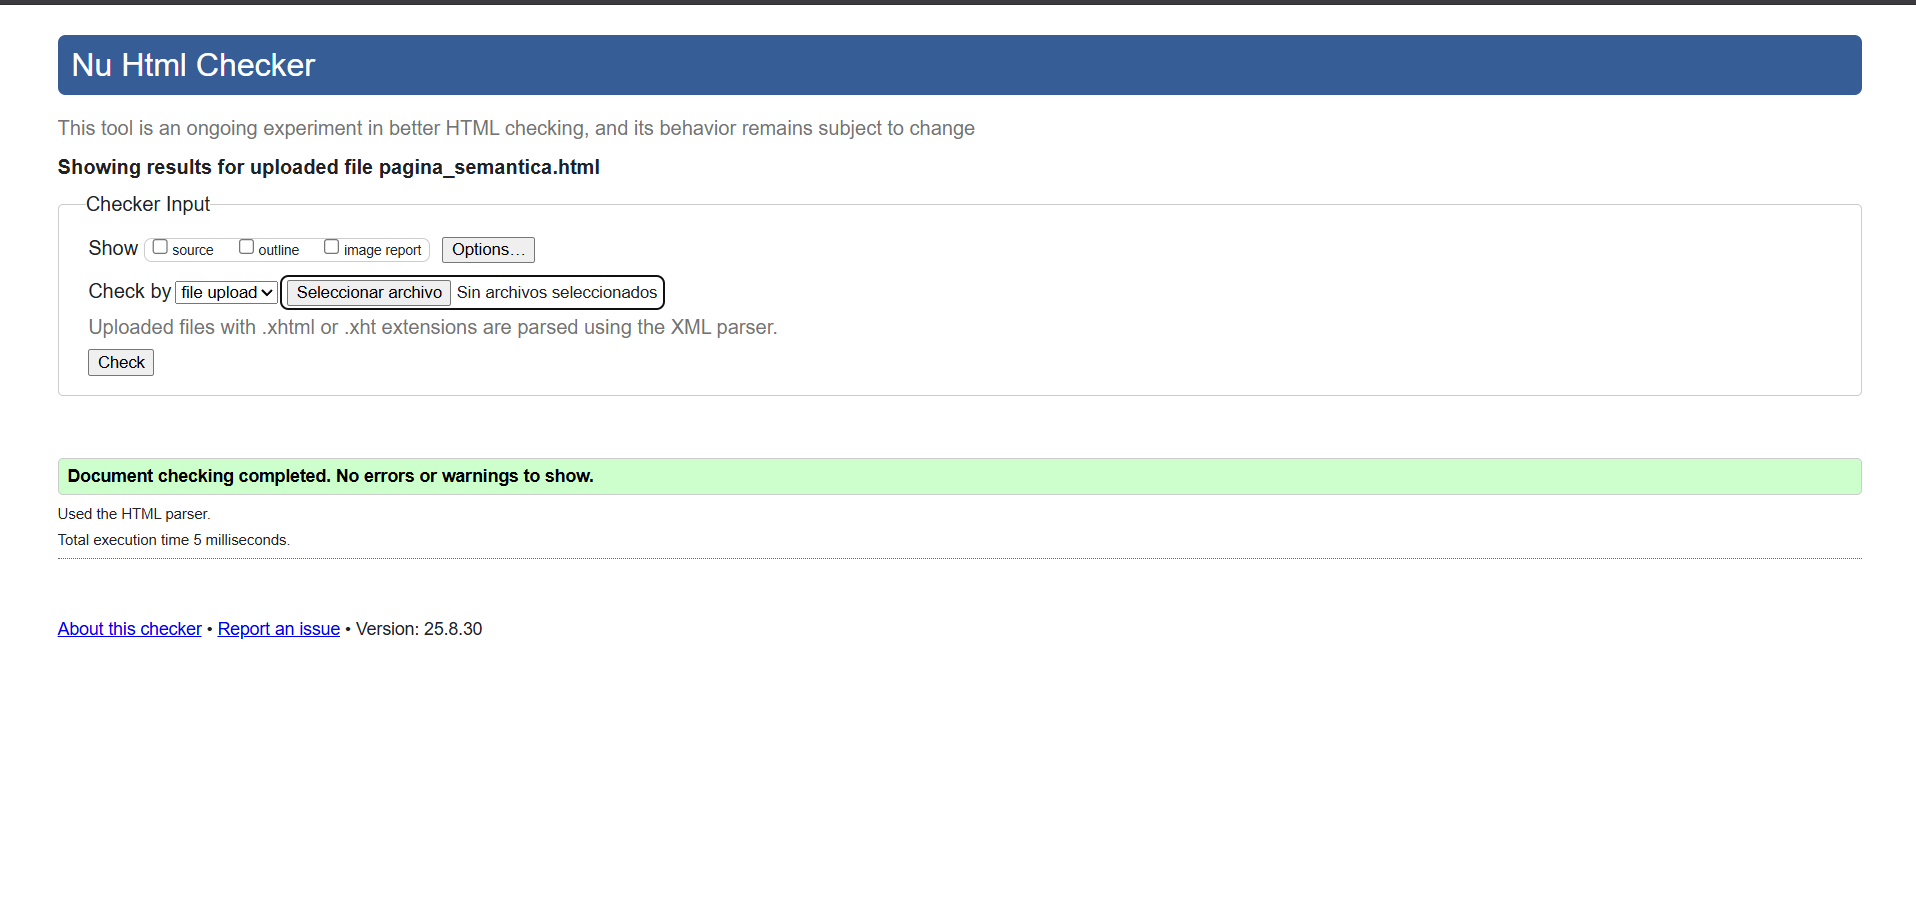 Nu Html Checker
This tool is an ongoing experiment in better HTML checking, and its behavior remains subject to change
Showing results for uploaded file pagina_semantica.html
Checker Input
Show source outline image report Options…
Check by file upload Seleccionar archivo Sin archivos seleccionados
Uploaded files with .xhtml or .xht extensions are parsed using the XML parser.
Check
Document checking completed. No errors or warnings to show.
Used the HTML parser.
Total execution time 5 milliseconds.
About this checker • Report an issue • Version: 25.8.30